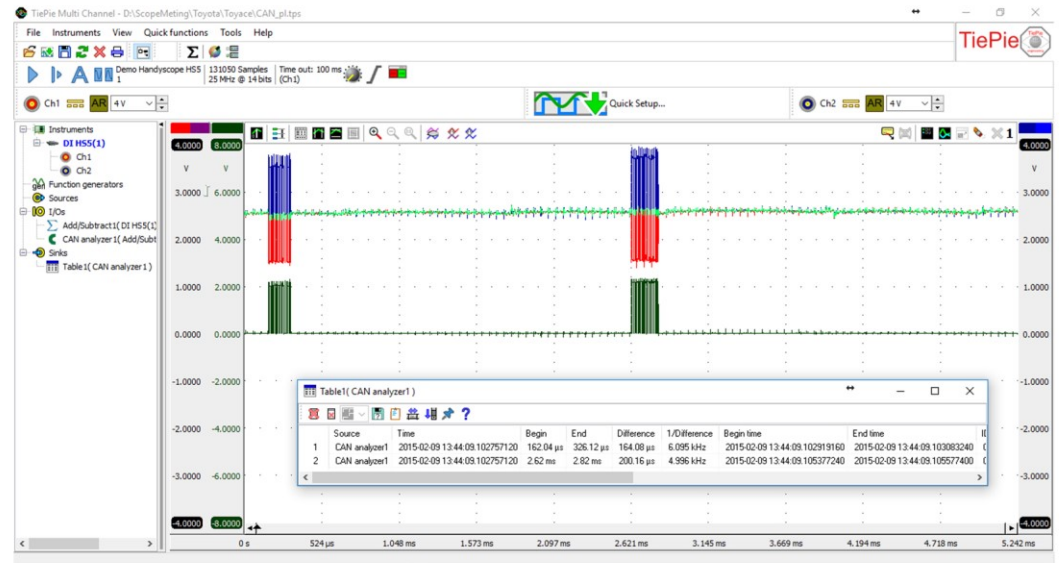 TiePie Multi Channel - D:\ScopeMeting\Toyota\Toyace\CAN_pl.tps
File Instruments View Quick functions Tools Help
TiePie
Demo Handyscope HS5 131050 Samples Time out: 100 ms
1 25 MHz @ 14 bits (Ch1)
Ch1 AR 4 V Quick Setup... Ch2 AR 4 V
Instruments
DI HS5(1)
Ch1
Ch2
Function generators
Sources
I/Os
Add/Subtract1( DI HS5(1)
CAN analyzer1( Add/Subt
Sinks
Table1( CAN analyzer1 )
1
4.0000 8.0000 4.0000
V V V
3.0000 6.0000 3.0000
2.0000 4.0000 2.0000
1.0000 2.0000 1.0000
0.0000 0.0000 0.0000
-1.0000 -2.0000 -1.0000
-2.0000 -4.0000 -2.0000
-3.0000 -6.0000 -3.0000
-4.0000 -8.0000 -4.0000
Table1( CAN analyzer1 )
Source Time Begin End Difference 1/Difference Begin time End time
1 CAN analyzer1 2015-02-09 13:44:09.102757120 162.04 µs 326.12 µs 164.08 µs 6.095 kHz 2015-02-09 13:44:09.102919160 2015-02-09 13:44:09.103083240
2 CAN analyzer1 2015-02-09 13:44:09.102757120 2.62 ms 2.82 ms 200.16 µs 4.996 kHz 2015-02-09 13:44:09.105377240 2015-02-09 13:44:09.105577400
0 s 524 µs 1.048 ms 1.573 ms 2.097 ms 2.621 ms 3.145 ms 3.669 ms 4.194 ms 4.718 ms 5.242 ms